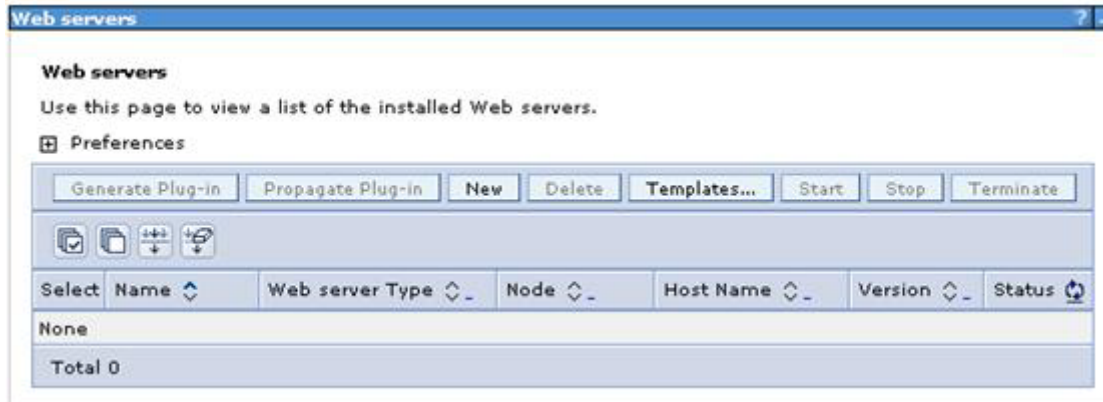 Web servers ?
Web servers
Use this page to view a list of the installed Web servers.
Preferences
Generate Plug-in Propagate Plug-in New Delete Templates... Start Stop Terminate
Select Name Web server Type Node Host Name Version Status
None
Total 0